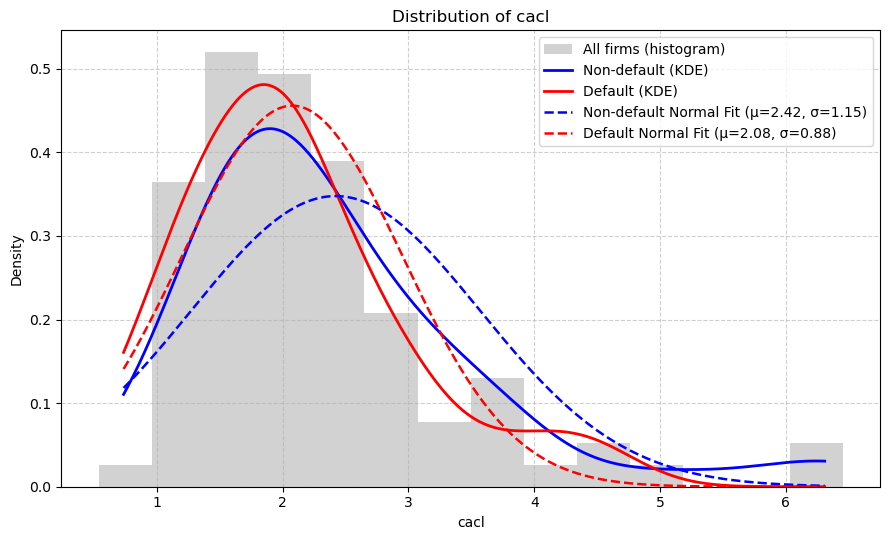 Distribution of cacl
All firms (histogram)
Non-default (KDE)
Default (KDE)
Non-default Normal Fit (μ=2.42, σ=1.15)
Default Normal Fit (μ=2.08, σ=0.88)
Density
0.5
0.4
0.3
0.2
0.1
0.0
1 2 3 4 5 6
cacl